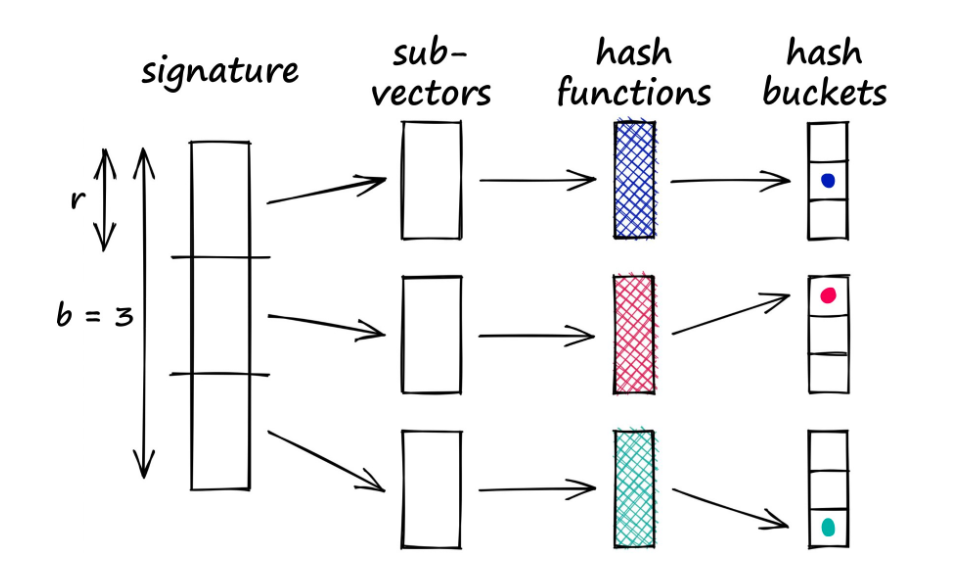 signature
sub-
vectors
hash
functions
hash
buckets
r
b = 3